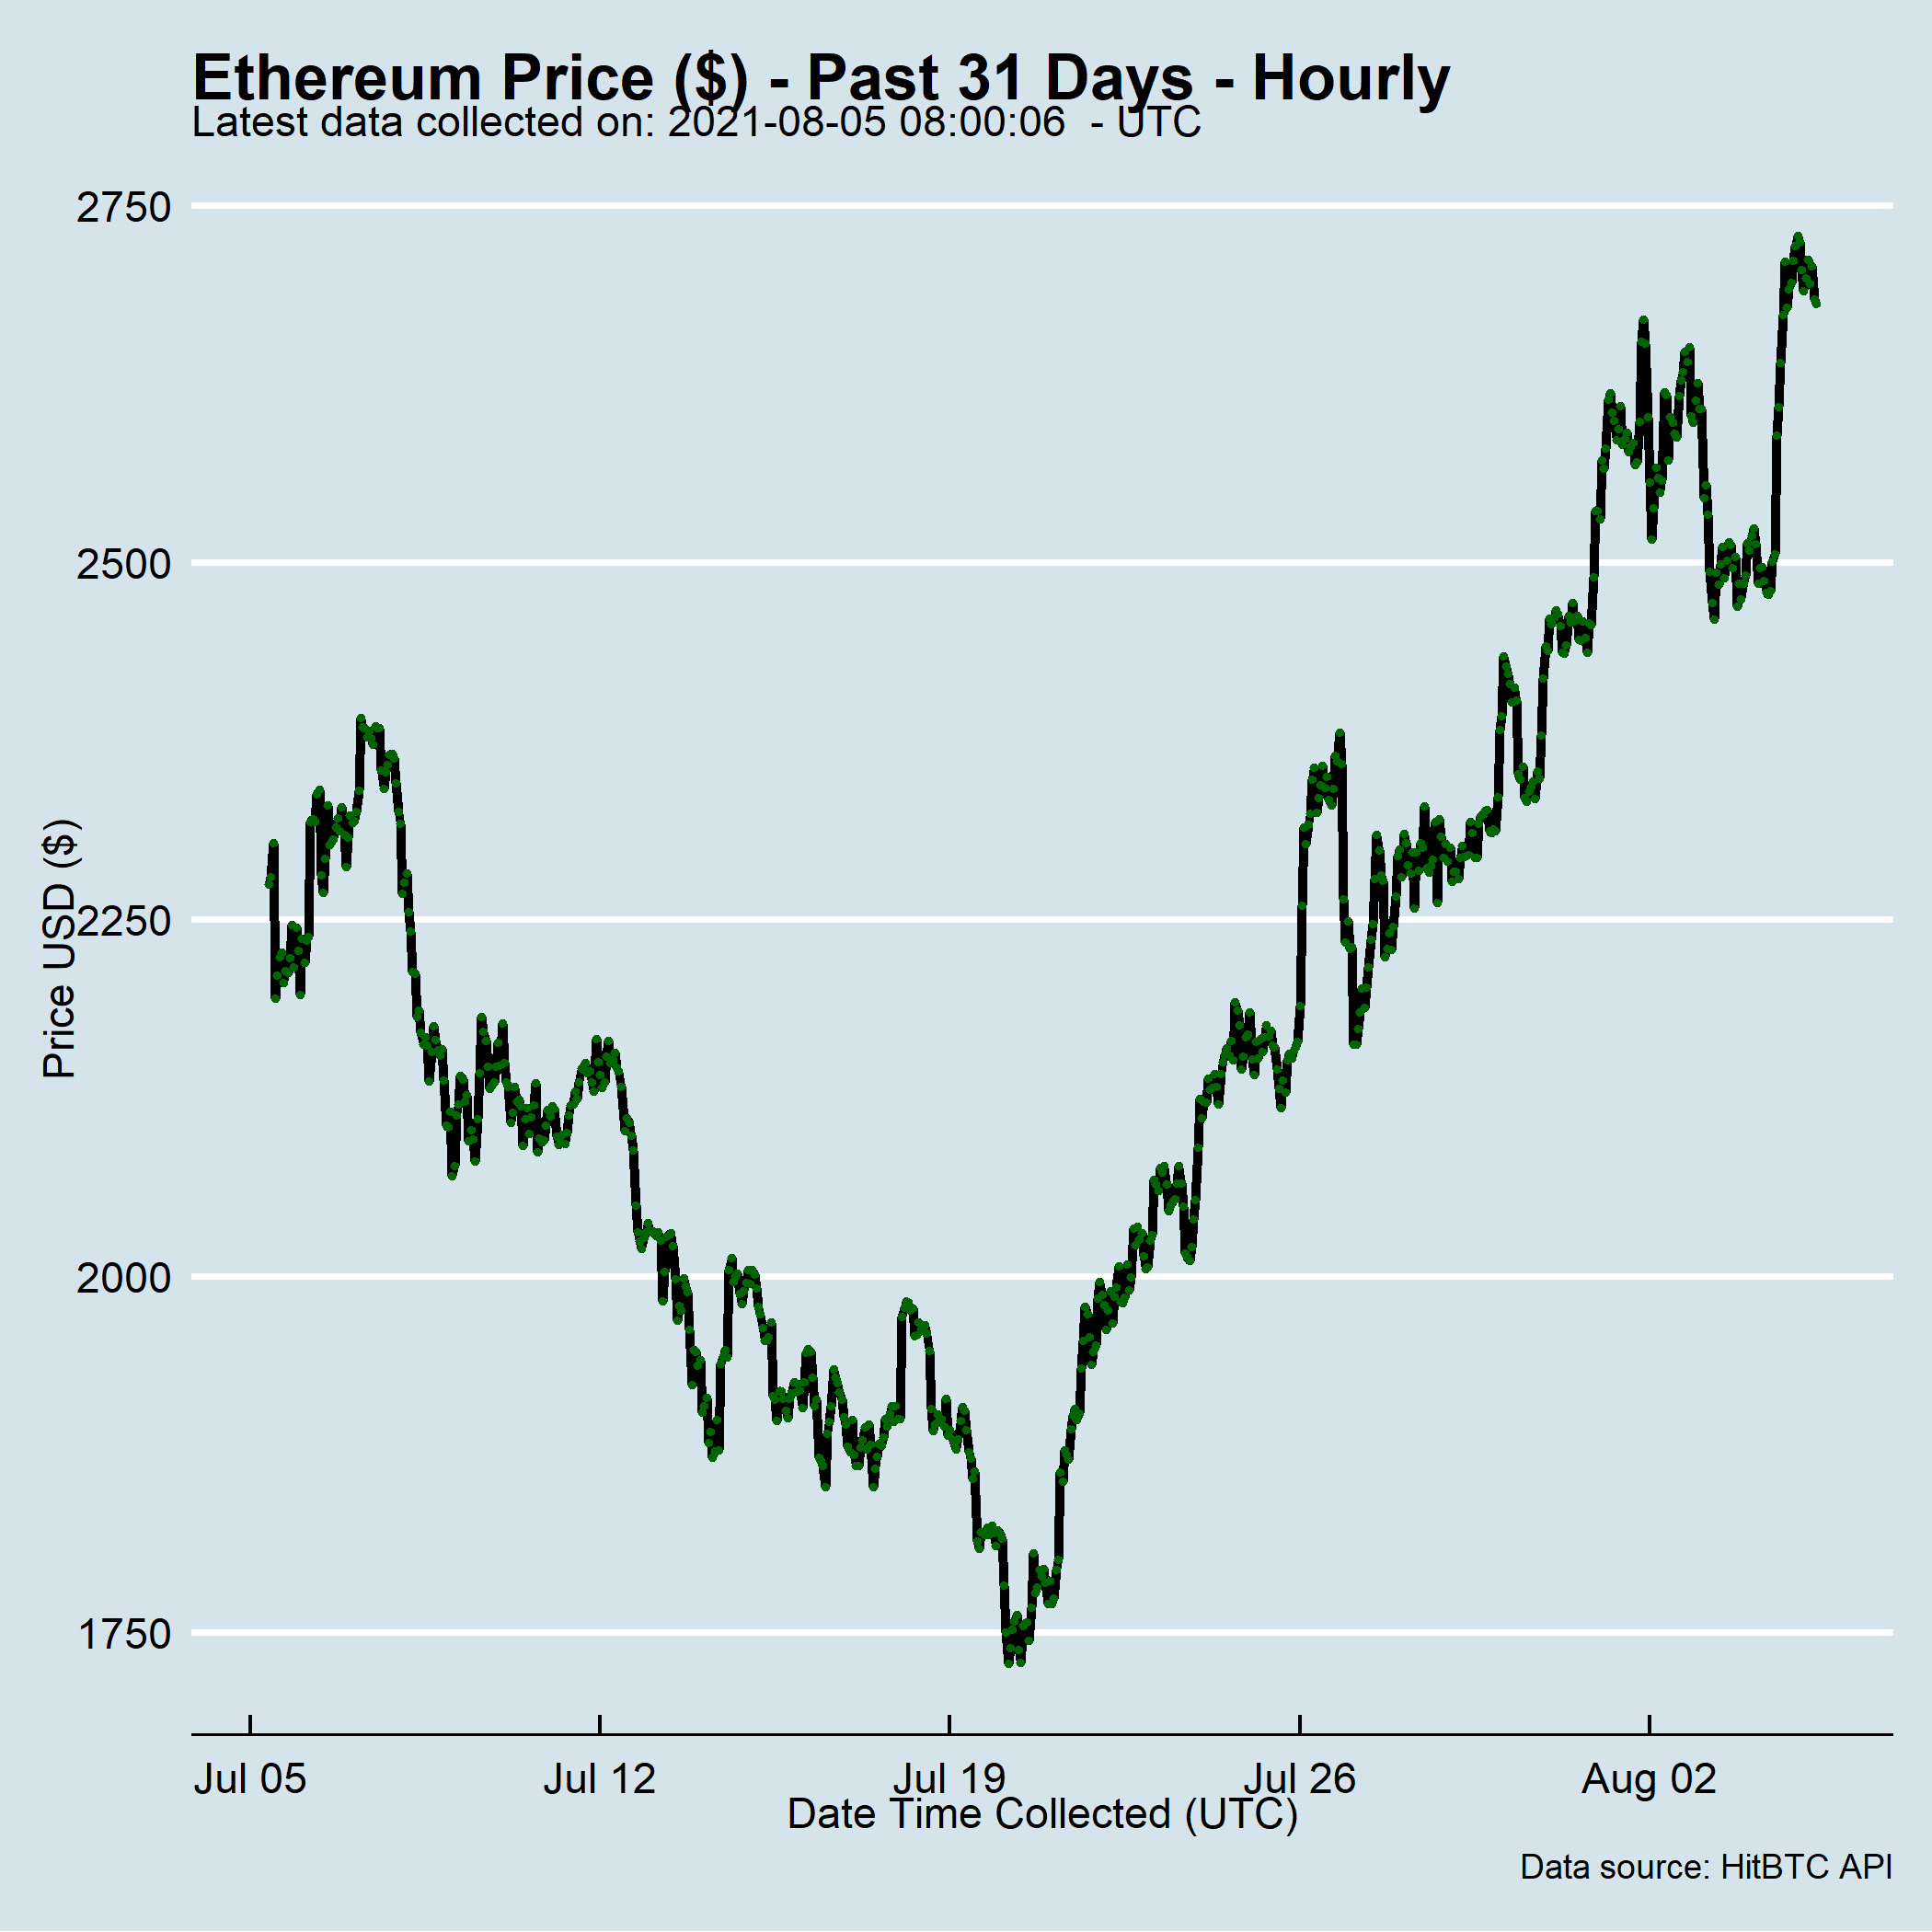 Ethereum Price ($) - Past 31 Days - Hourly
Latest data collected on: 2021-08-05 08:00:06  - UTC
2750
2500
2250
2000
1750
Price USD ($)
Jul 05
Jul 12
Jul 19
Jul 26
Aug 02
Date Time Collected (UTC)
Data source: HitBTC API